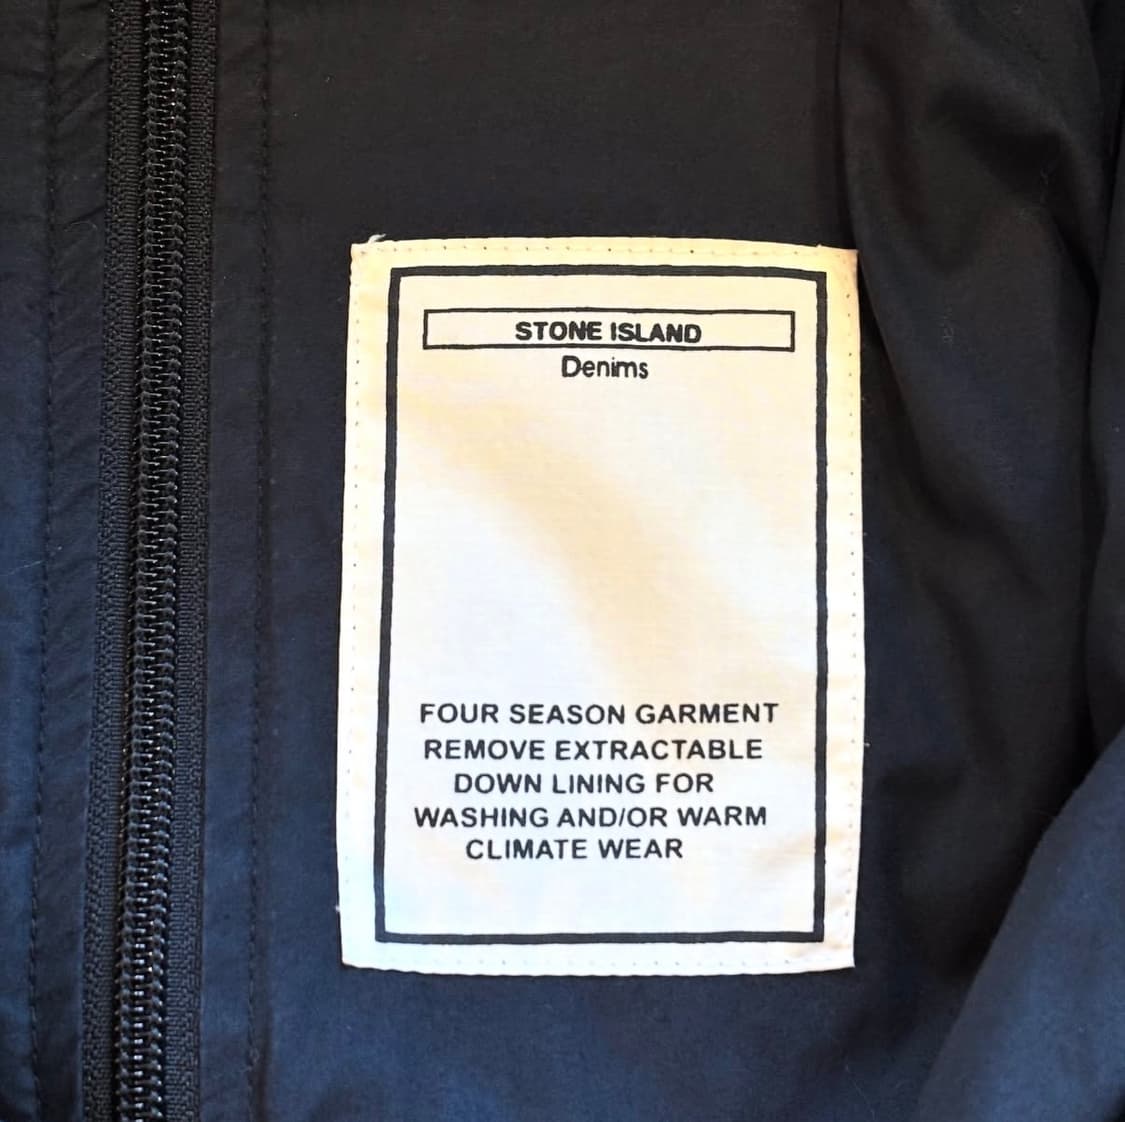 STONE ISLAND
Denims
FOUR SEASON GARMENT
REMOVE EXTRACTABLE
DOWN LINING FOR
WASHING AND/OR WARM
CLIMATE WEAR